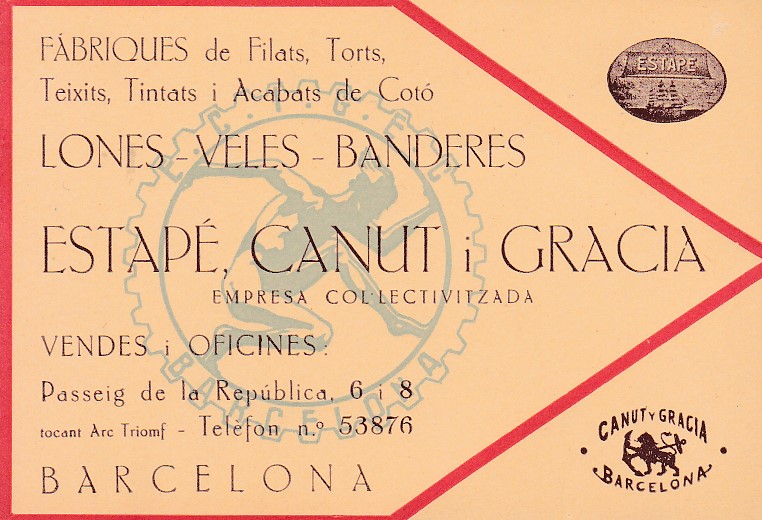 FÀBRIQUES de Filats, Torts,
Teixits, Tintats i Acabats de Cotó
ESTAPÉ
LONES - VELES - BANDERES
ESTAPÉ, CANUT i GRACIA
EMPRESA COL·LECTIVITZADA
VENDES i OFICINES:
Passeig de la República, 6 i 8
tocant Arc Triomf - Telèfon n.º 53876
BARCELONA
CANUT Y GRACIA
BARCELONA
BARCELONA